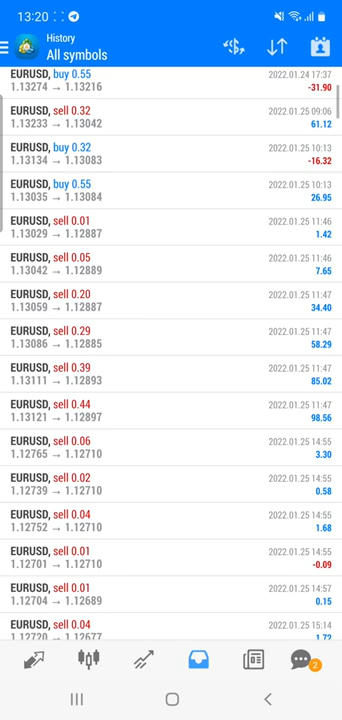 13:20
History
All symbols
EURUSD, buy 0.55 2022.01.24 17:37
1.13274 → 1.13216 -31.90
EURUSD, sell 0.32 2022.01.25 09:06
1.13233 → 1.13042 61.12
EURUSD, buy 0.32 2022.01.25 10:13
1.13134 → 1.13083 -16.32
EURUSD, buy 0.55 2022.01.25 10:13
1.13035 → 1.13084 26.95
EURUSD, sell 0.01 2022.01.25 11:46
1.13029 → 1.12887 1.42
EURUSD, sell 0.05 2022.01.25 11:46
1.13042 → 1.12889 7.65
EURUSD, sell 0.20 2022.01.25 11:47
1.13059 → 1.12887 34.40
EURUSD, sell 0.29 2022.01.25 11:47
1.13086 → 1.12885 58.29
EURUSD, sell 0.39 2022.01.25 11:47
1.13111 → 1.12893 85.02
EURUSD, sell 0.44 2022.01.25 11:47
1.13121 → 1.12897 98.56
EURUSD, sell 0.06 2022.01.25 14:55
1.12765 → 1.12710 3.30
EURUSD, sell 0.02 2022.01.25 14:55
1.12739 → 1.12710 0.58
EURUSD, sell 0.04 2022.01.25 14:55
1.12752 → 1.12710 1.68
EURUSD, sell 0.01 2022.01.25 14:55
1.12701 → 1.12710 -0.09
EURUSD, sell 0.01 2022.01.25 14:57
1.12704 → 1.12689 0.15
EURUSD, sell 0.04 2022.01.25 15:14
1.12720 → 1.12677 1.72
2